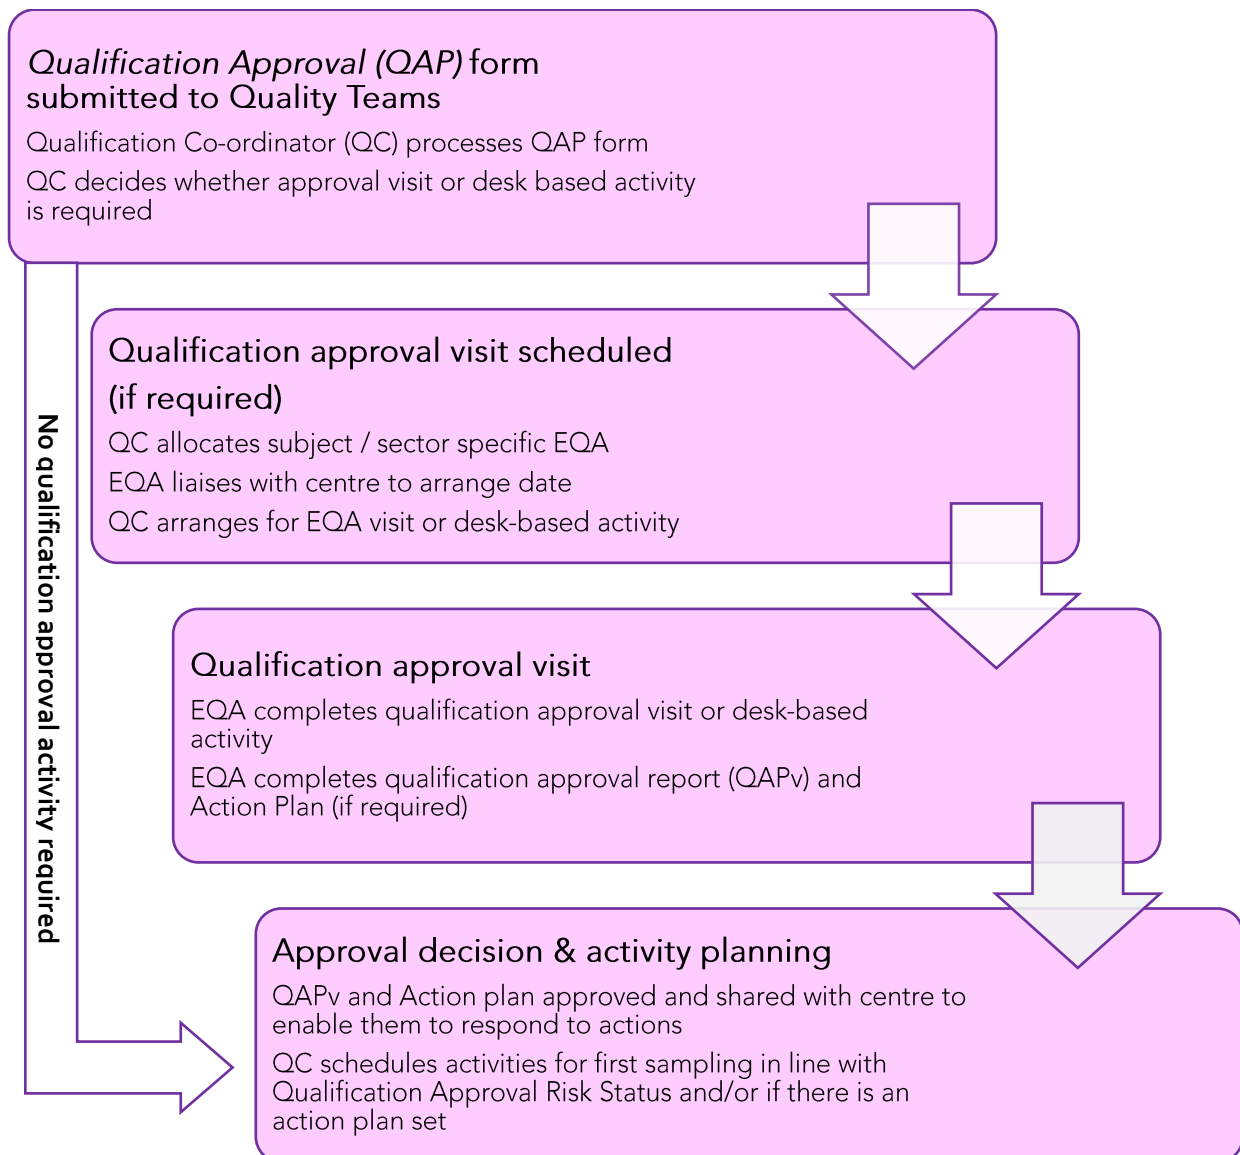 Qualification Approval (QAP) form
submitted to Quality Teams
Qualification Co-ordinator (QC) processes QAP form
QC decides whether approval visit or desk based activity
is required
No qualification approval activity required
Qualification approval visit scheduled
(if required)
QC allocates subject / sector specific EQA
EQA liaises with centre to arrange date
QC arranges for EQA visit or desk-based activity
Qualification approval visit
EQA completes qualification approval visit or desk-based
activity
EQA completes qualification approval report (QAPv) and
Action Plan (if required)
Approval decision & activity planning
QAPv and Action plan approved and shared with centre to
enable them to respond to actions
QC schedules activities for first sampling in line with
Qualification Approval Risk Status and/or if there is an
action plan set